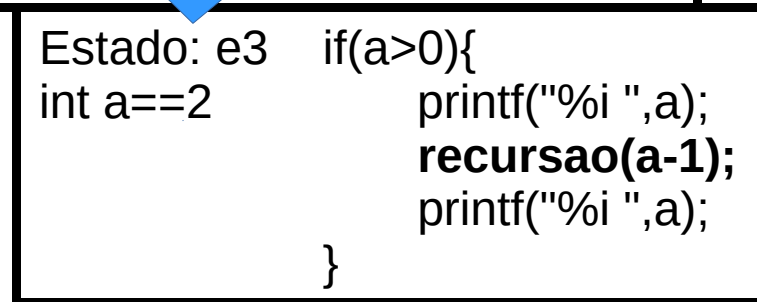 Estado: e3 if(a>0){
int a==2 printf("%i ",a);
recursao(a-1);
printf("%i ",a);
}